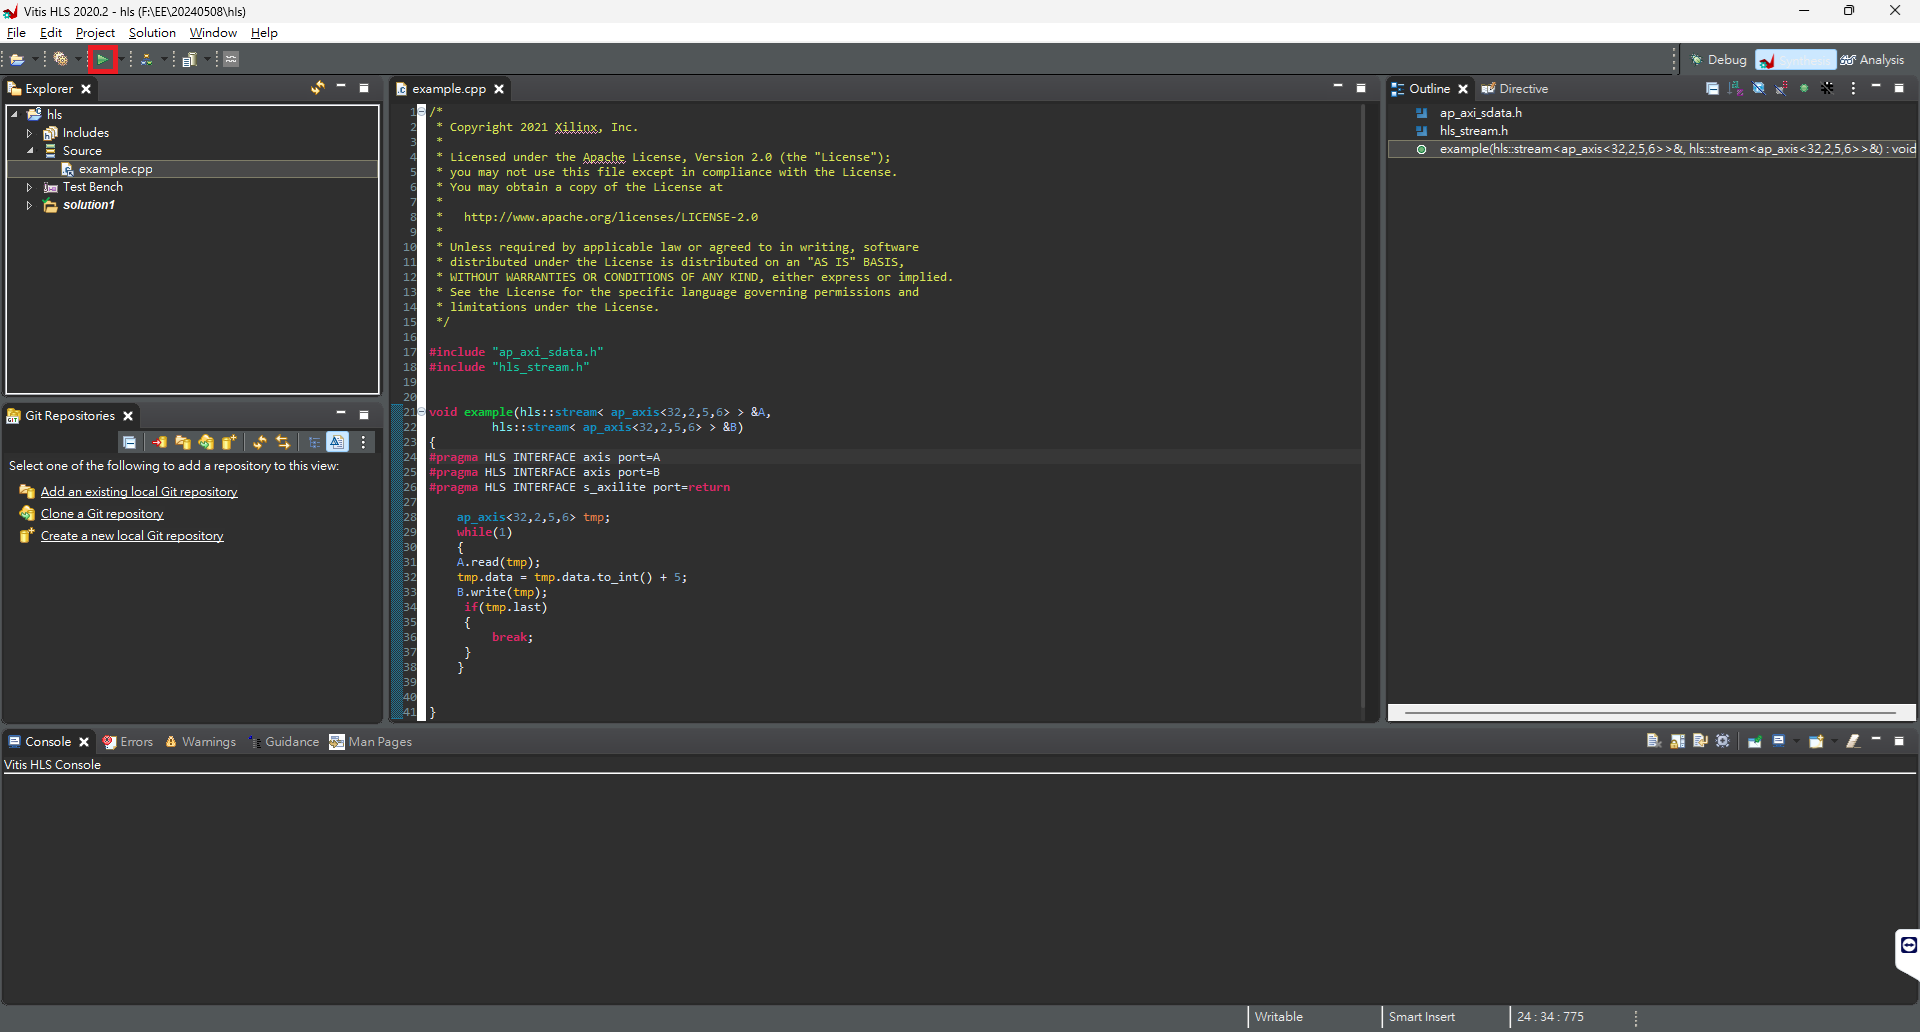 Vitis HLS 2020.2 - hls (F:\EE\20240508\hls)
File Edit Project Solution Window Help
Debug Analysis
Explorer
hls
Includes
Source
example.cpp
Test Bench
solution1
Git Repositories
Select one of the following to add a repository to this view:
Add an existing local Git repository
Clone a Git repository
Create a new local Git repository
example.cpp
1 /*
2 * Copyright 2021 Xilinx, Inc.
3 *
4 * Licensed under the Apache License, Version 2.0 (the "License");
5 * you may not use this file except in compliance with the License.
6 * You may obtain a copy of the License at
7 *
8 * http://www.apache.org/licenses/LICENSE-2.0
9 *
10 * Unless required by applicable law or agreed to in writing, software
11 * distributed under the License is distributed on an "AS IS" BASIS,
12 * WITHOUT WARRANTIES OR CONDITIONS OF ANY KIND, either express or implied.
13 * See the License for the specific language governing permissions and
14 * limitations under the License.
15 */
16
17 #include "ap_axi_sdata.h"
18 #include "hls_stream.h"
19
20
21 void example(hls::stream< ap_axis<32,2,5,6> > &A,
22 hls::stream< ap_axis<32,2,5,6> > &B)
23 {
24 #pragma HLS INTERFACE axis port=A
25 #pragma HLS INTERFACE axis port=B
26 #pragma HLS INTERFACE s_axilite port=return
27
28 ap_axis<32,2,5,6> tmp;
29 while(1)
30 {
31 A.read(tmp);
32 tmp.data = tmp.data.to_int() + 5;
33 B.write(tmp);
34 if(tmp.last)
35 {
36 break;
37 }
38 }
39
40
41 }
Outline Directive
ap_axi_sdata.h
hls_stream.h
example(hls::stream<ap_axis<32,2,5,6>>&, hls::stream<ap_axis<32,2,5,6>>&) : void
Console Errors Warnings Guidance Man Pages
Vitis HLS Console
Writable Smart Insert 24 : 34 : 775